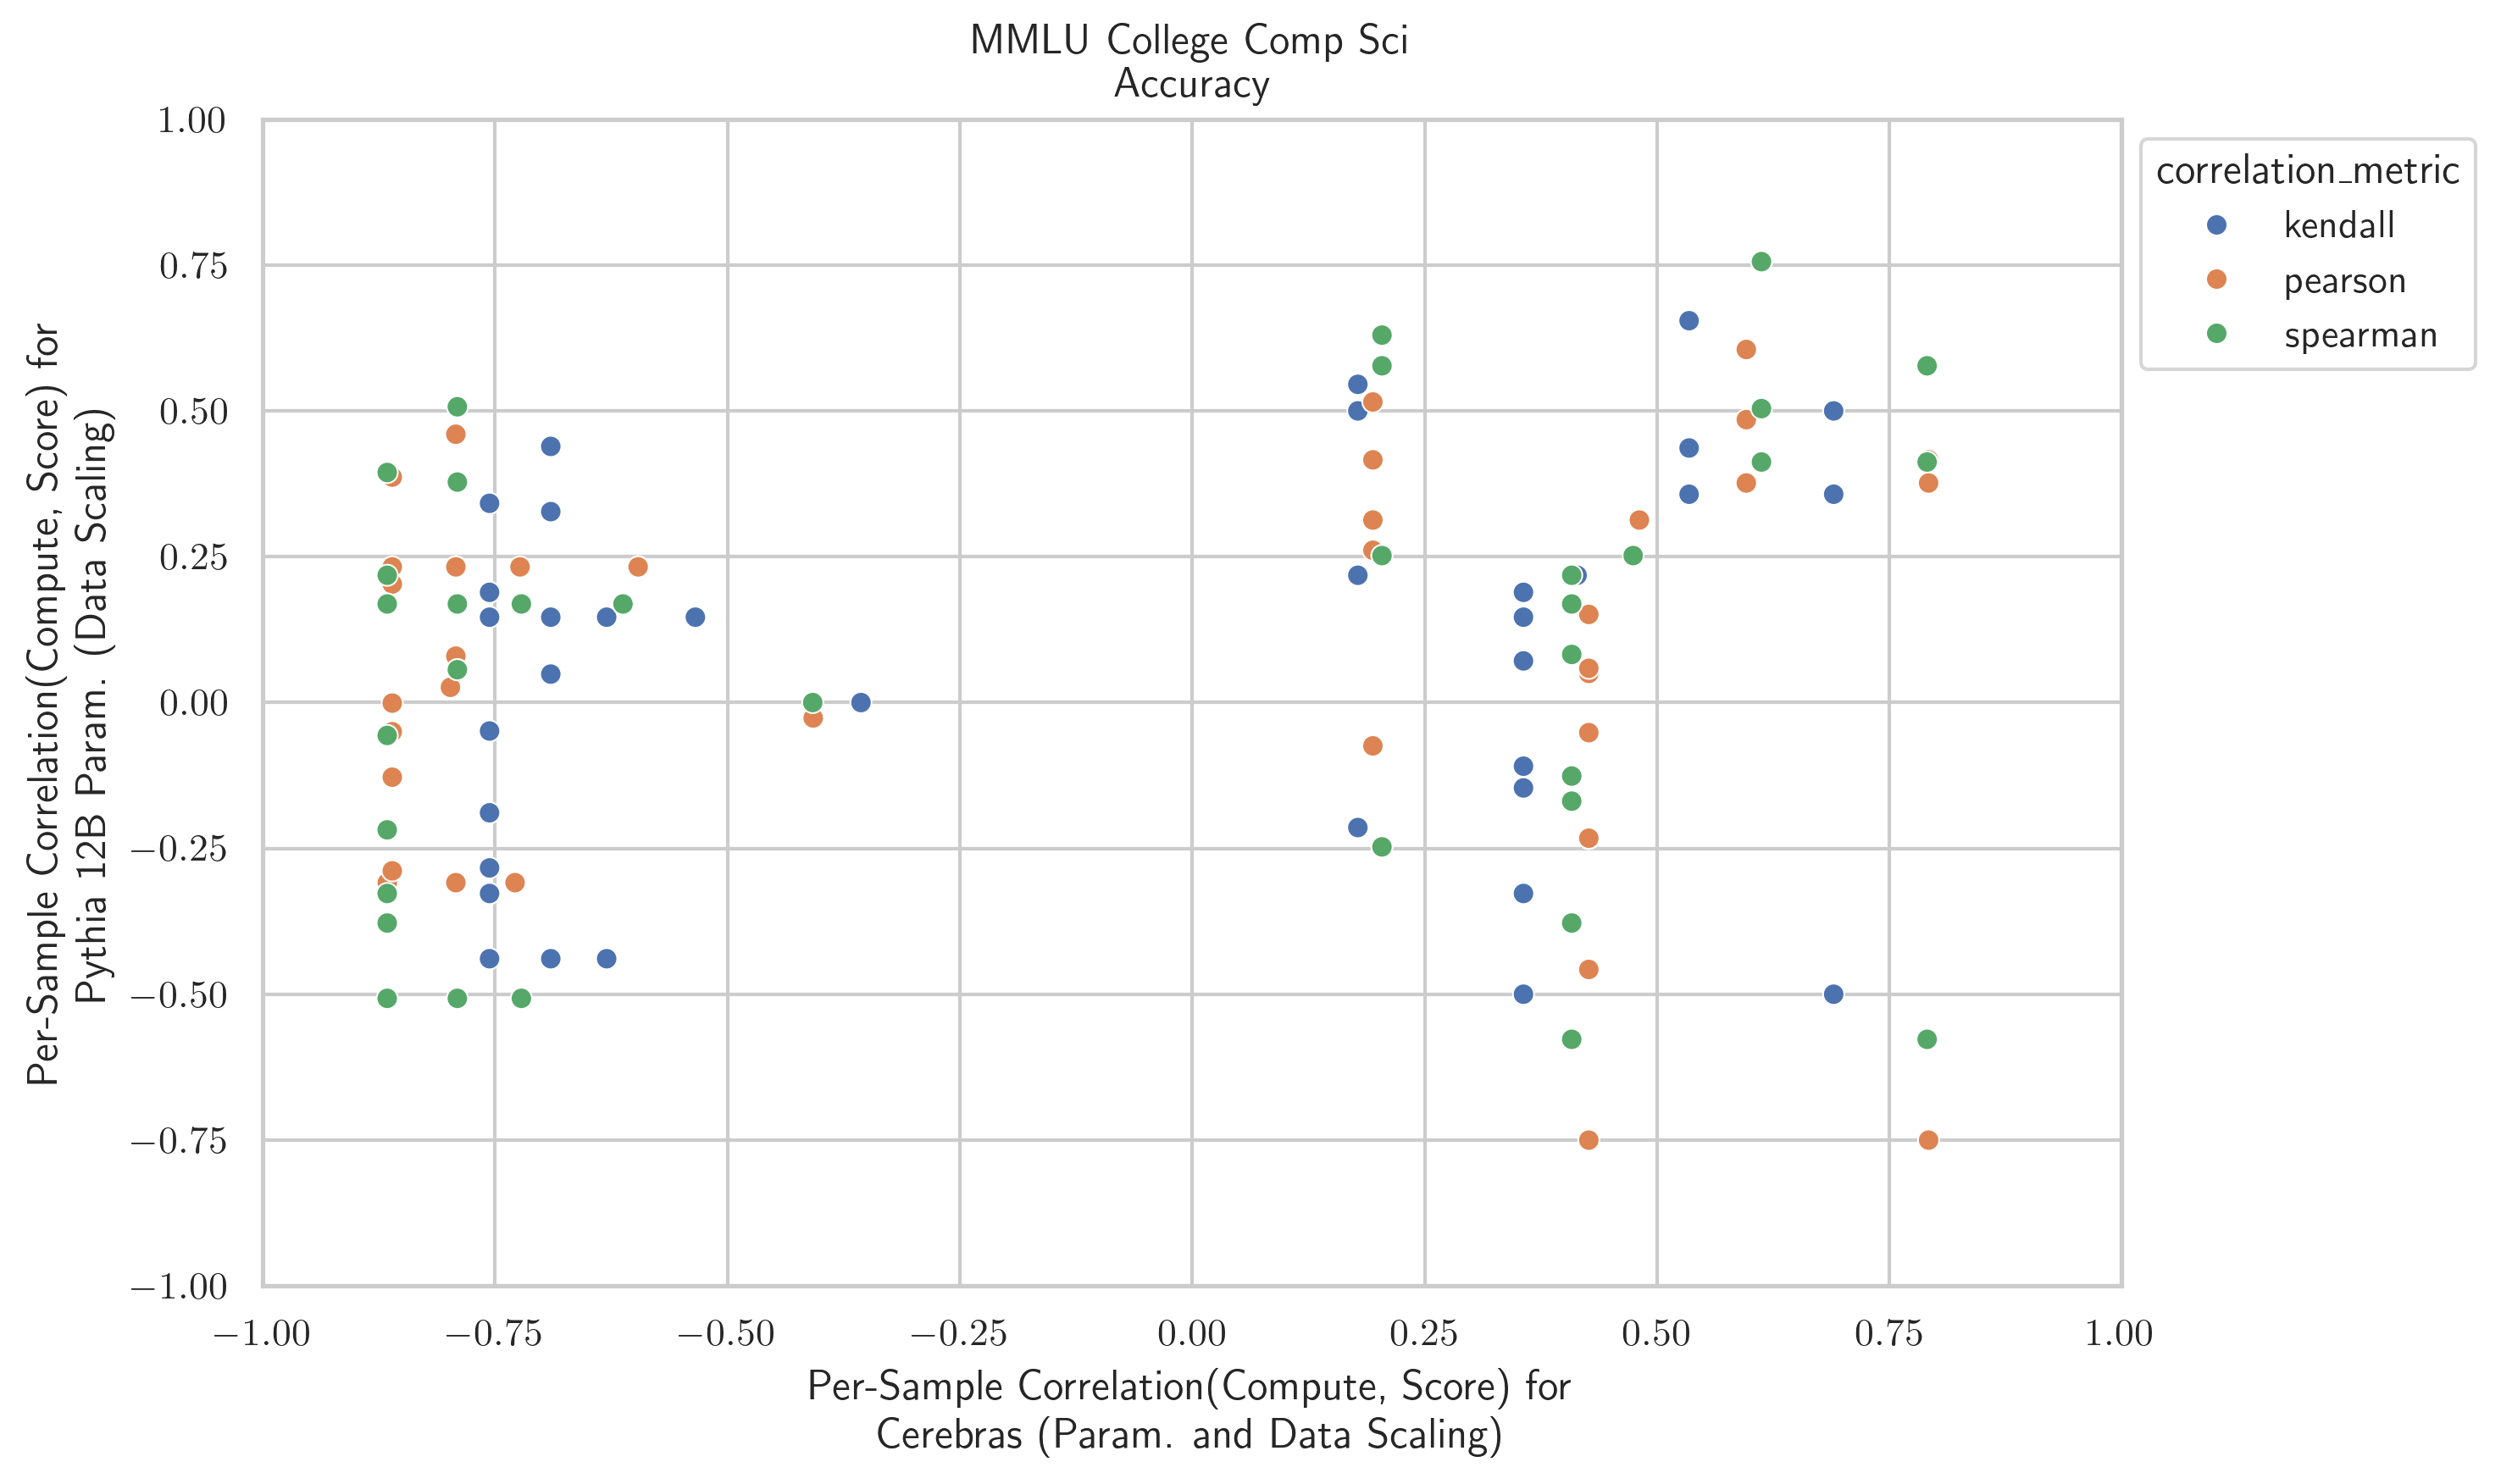 MMLU College Comp Sci
Accuracy
correlation_metric
kendall
pearson
spearman
Per-Sample Correlation(Compute, Score) for
Pythia 12B Param. (Data Scaling)
1.00
0.75
0.50
0.25
0.00
−0.25
−0.50
−0.75
−1.00
−1.00
−0.75
−0.50
−0.25
0.00
0.25
0.50
0.75
1.00
Per-Sample Correlation(Compute, Score) for
Cerebras (Param. and Data Scaling)